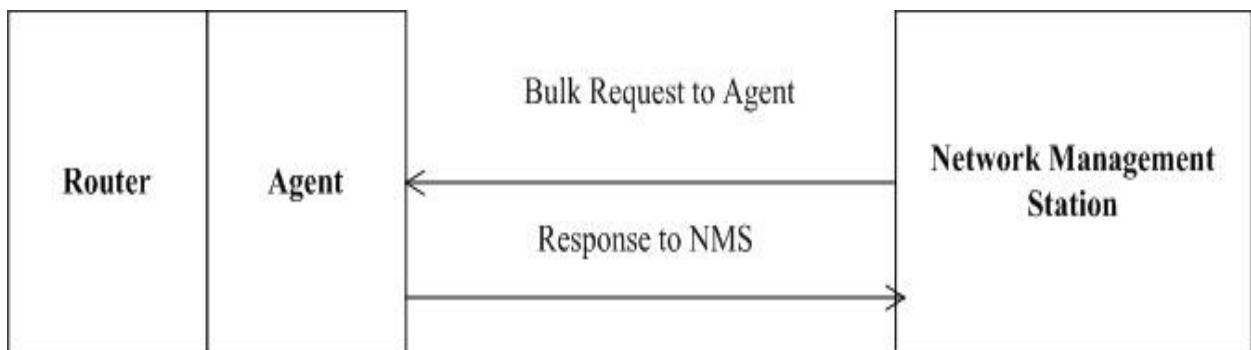 Router
Agent
Bulk Request to Agent
Response to NMS
Network Management
Station